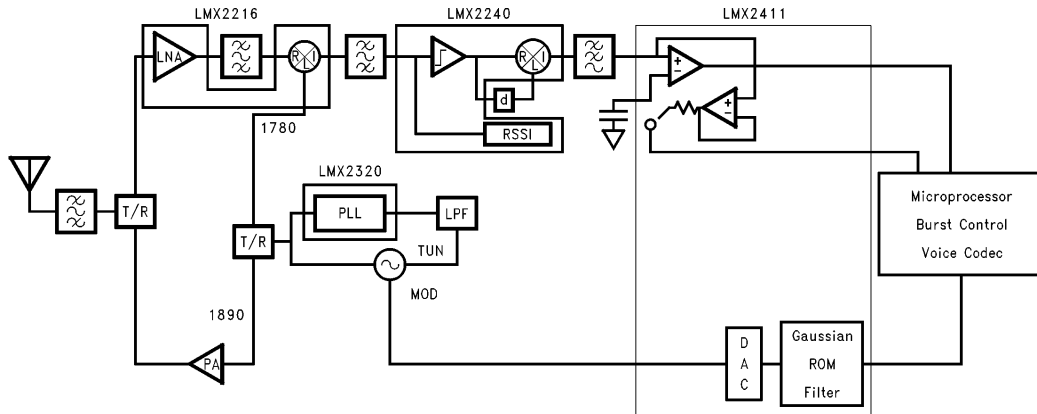 LMX2216
LMX2240
LMX2411
LNA
R
I
L
R
I
L
d
RSSI
1780
LMX2320
T/R
PLL
LPF
T/R
TUN
MOD
1890
PA
Microprocessor
Burst Control
Voice Codec
D
A
C
Gaussian
ROM
Filter